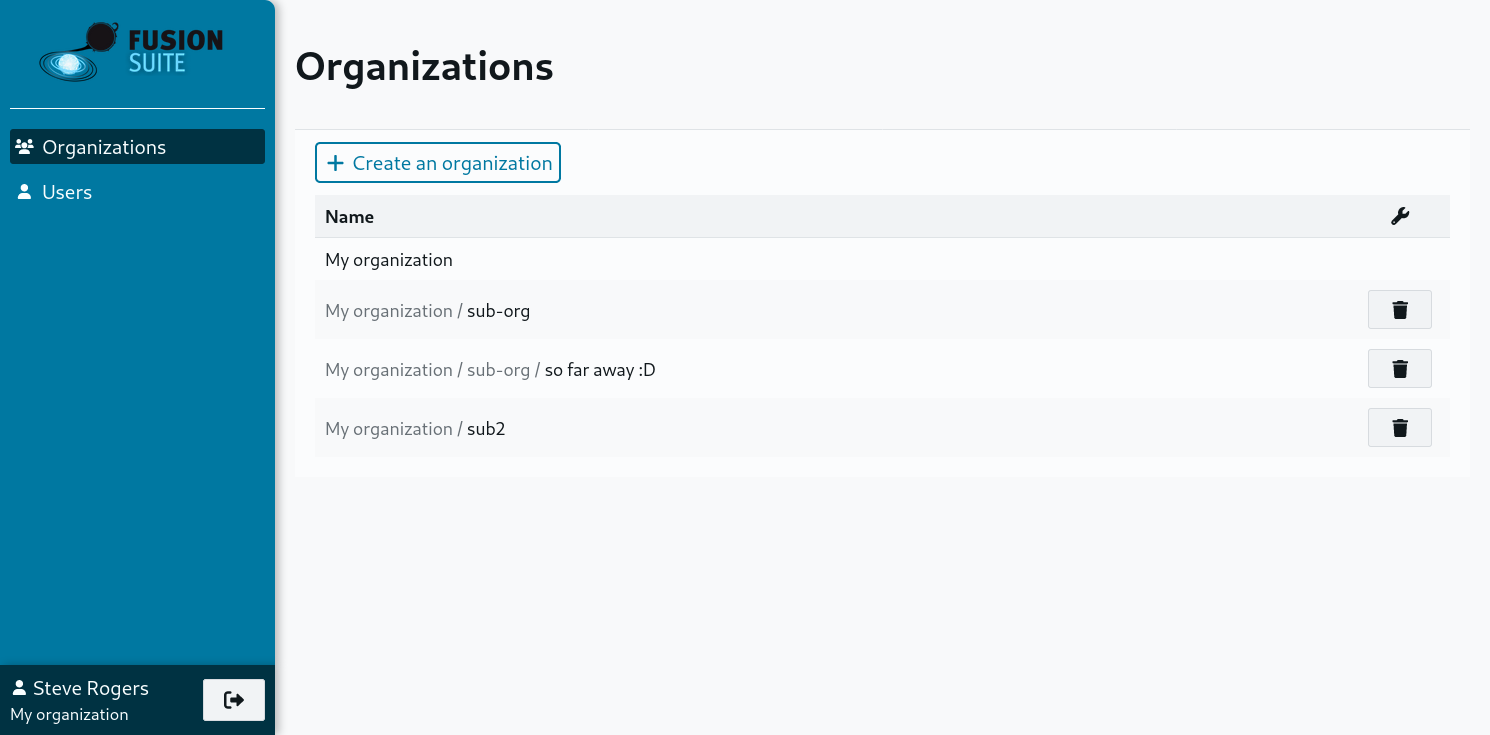 FUSION
SUITE
Organizations
Users
Steve Rogers
My organization
Organizations
Create an organization
Name
My organization
My organization / sub-org
My organization / sub-org / so far away :D
My organization / sub2